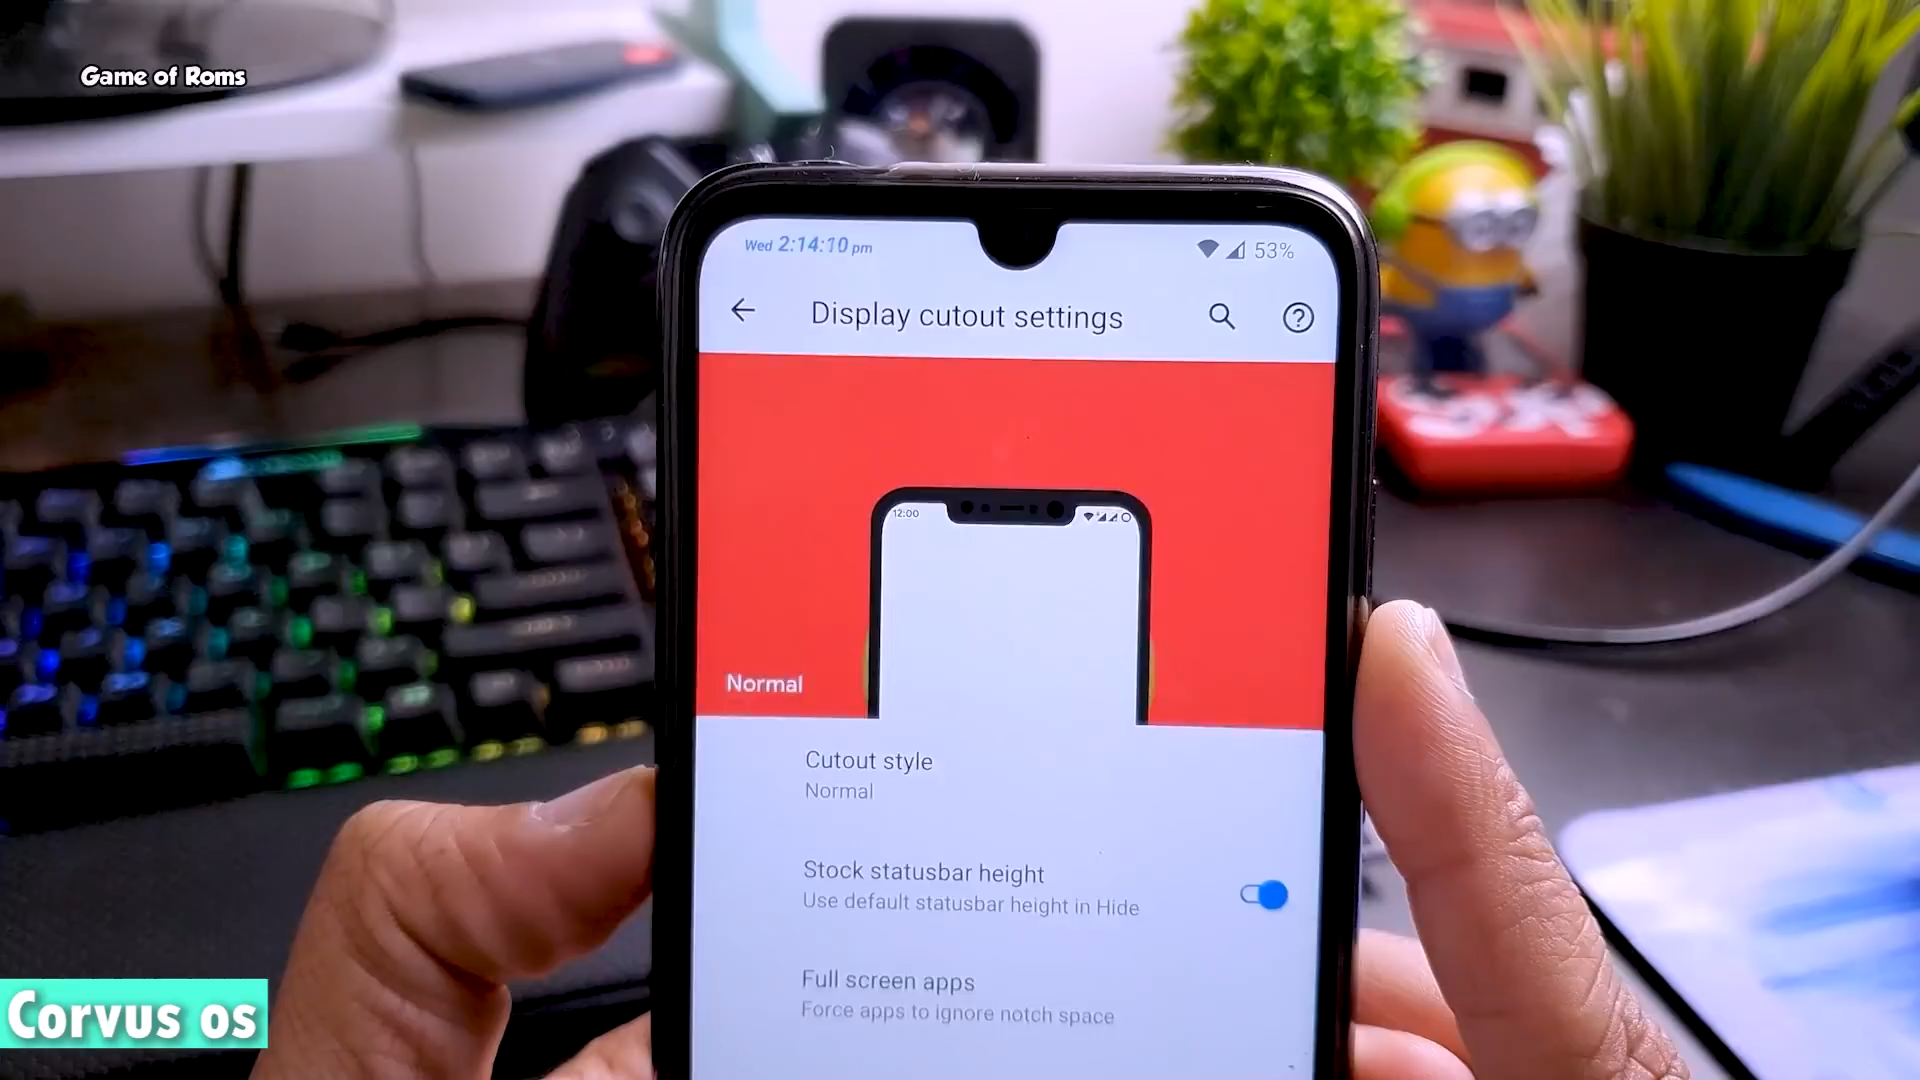 Game of Roms
Wed 2:14:10 pm
53%
Display cutout settings
12:00
Normal
Cutout style
Normal
Stock statusbar height
Use default statusbar height in Hide
Full screen apps
Force apps to ignore notch space
Corvus os